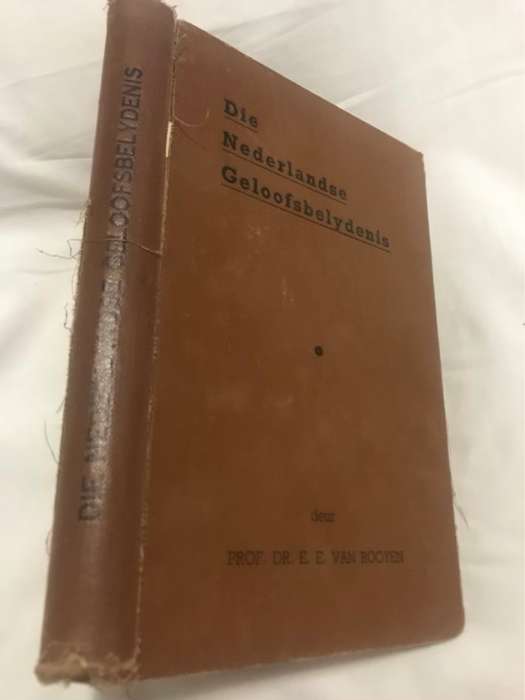 Die
Nederlandse
Geloofsbelydenis
deur
PROF. DR. E. E. VAN ROOYEN
DIE GELOOFSBELYDENIS